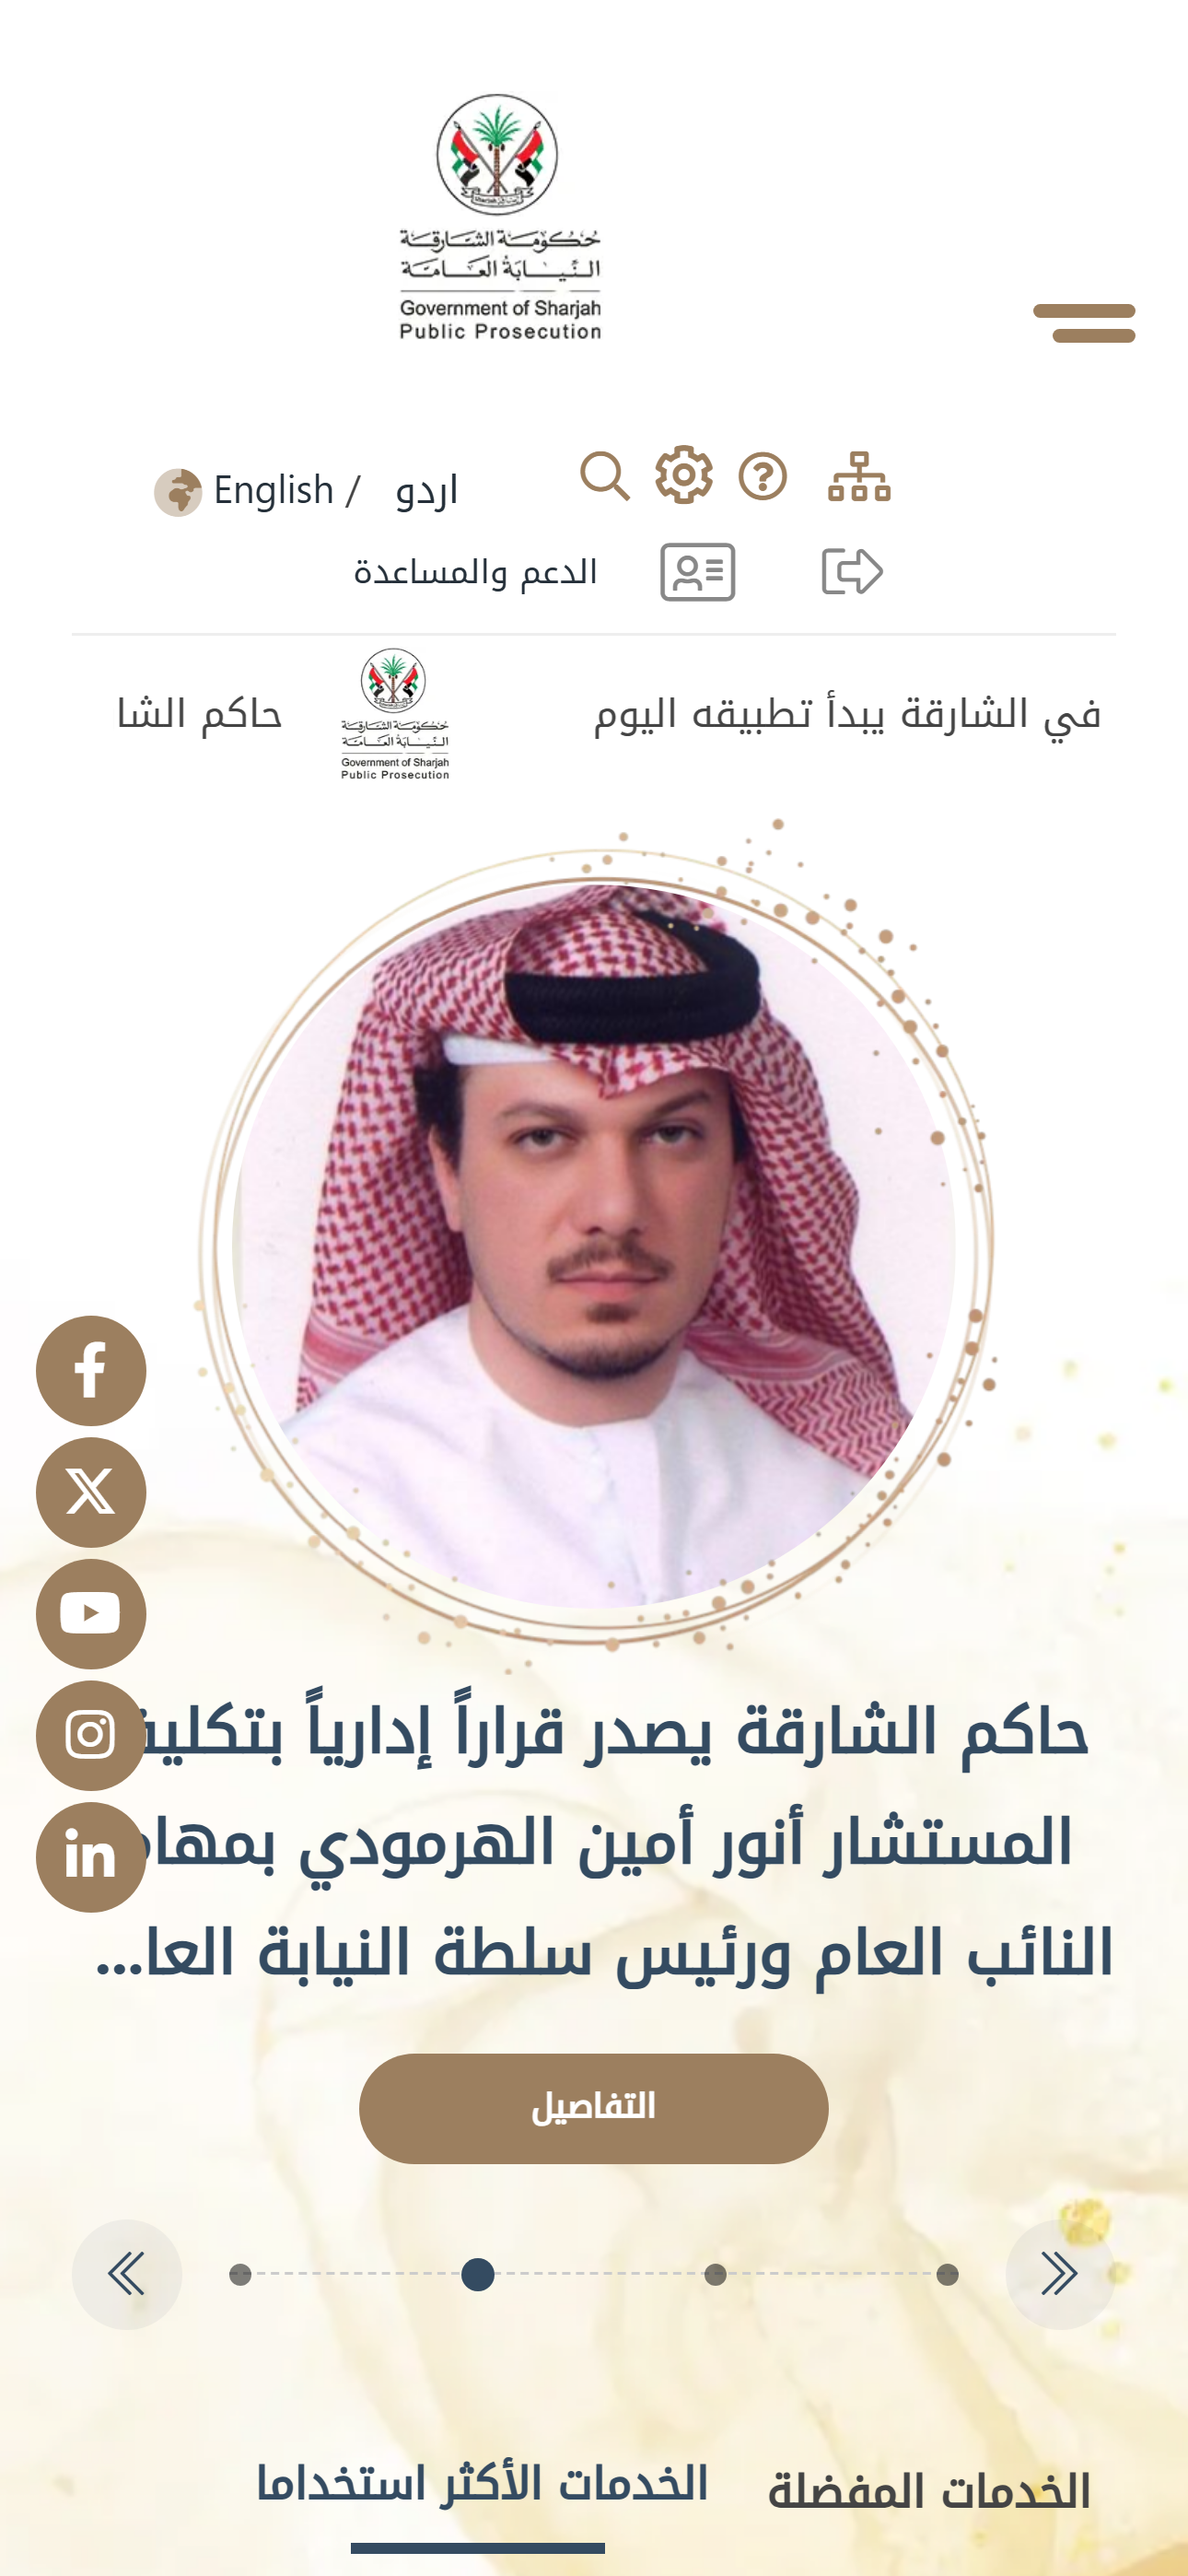 حكومة الشارقة
النيابة العامة
Government of Sharjah
Public Prosecution
English / اردو
الدعم والمساعدة
في الشارقة يبدأ تطبيقه اليوم
حكومة الشارقة
النيابة العامة
Government of Sharjah
Public Prosecution
حاكم الشا
حاكم الشارقة يصدر قراراً إدارياً بتكليف
المستشار أنور أمين الهرمودي بمهام
النائب العام ورئيس سلطة النيابة العا...
التفاصيل
الخدمات المفضلة
الخدمات الأكثر استخداما